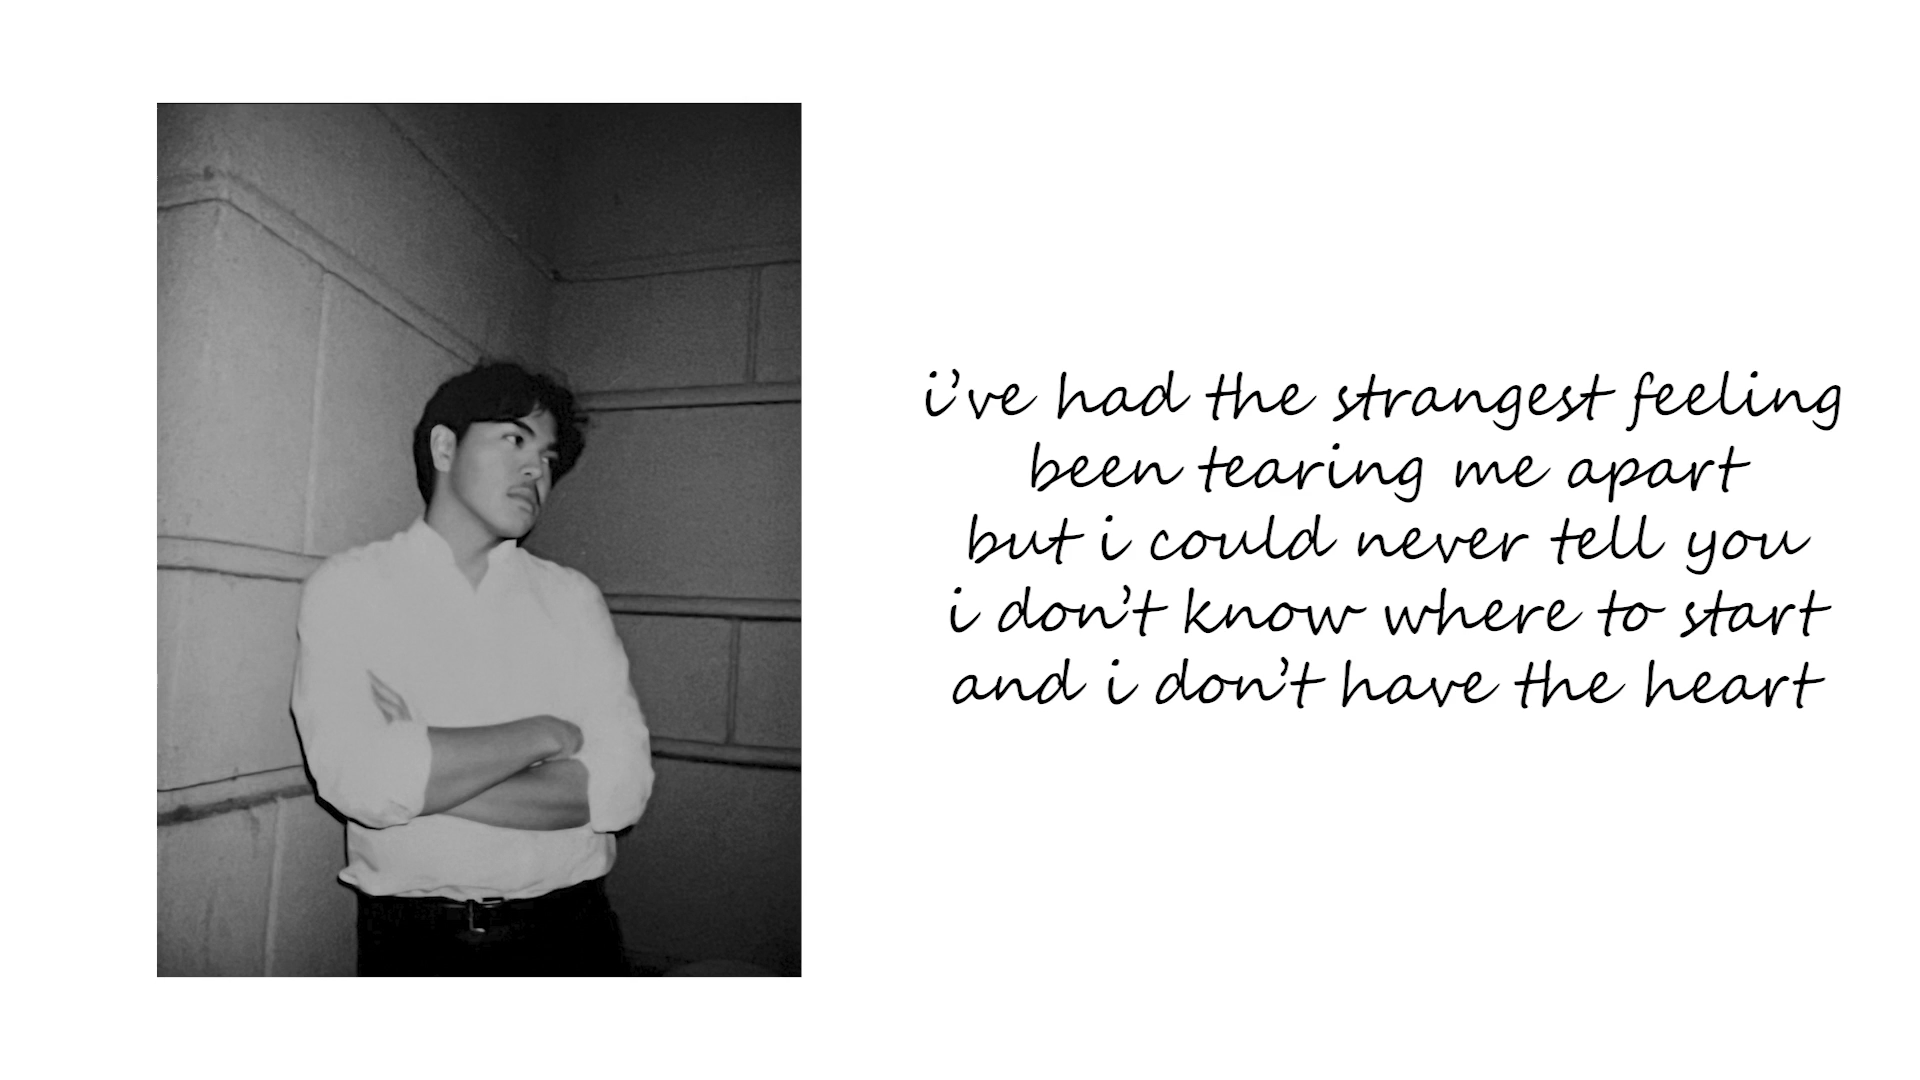 i've had the strangest feeling
been tearing me apart
but i could never tell you
i don't know where to start
and i don't have the heart